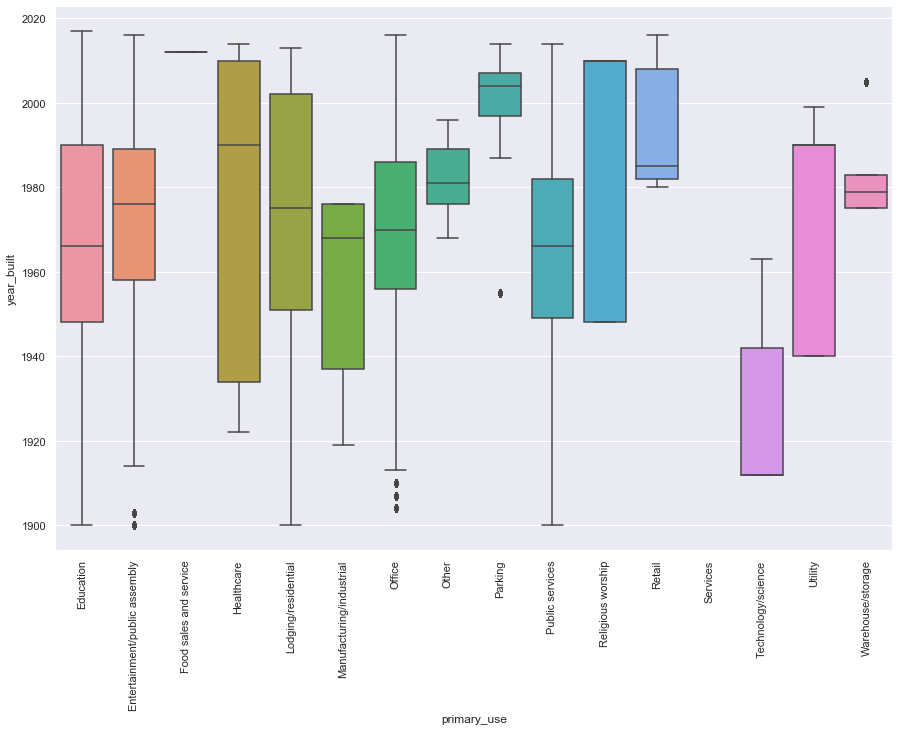 2020
2000
1980
1960
1940
1920
1900
year_built
Education
Entertainment/public assembly
Food sales and service
Healthcare
Lodging/residential
Manufacturing/industrial
Office
Other
Parking
Public services
Religious worship
Retail
Services
Technology/science
Utility
Warehouse/storage
primary_use